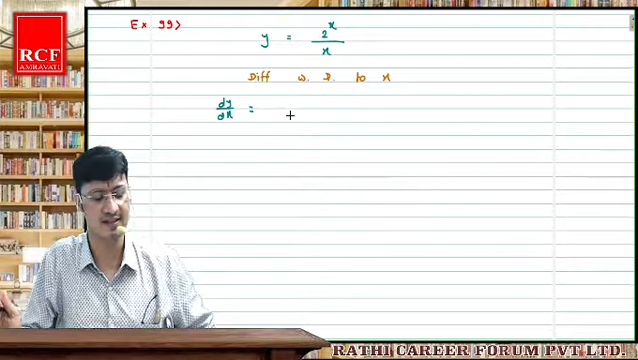 RCF
AMRAVATI
Ex 99>
y = 2^x / x
Diff w. r. to x
dy/dx =
RATHI CAREER FORUM PVT LTD.